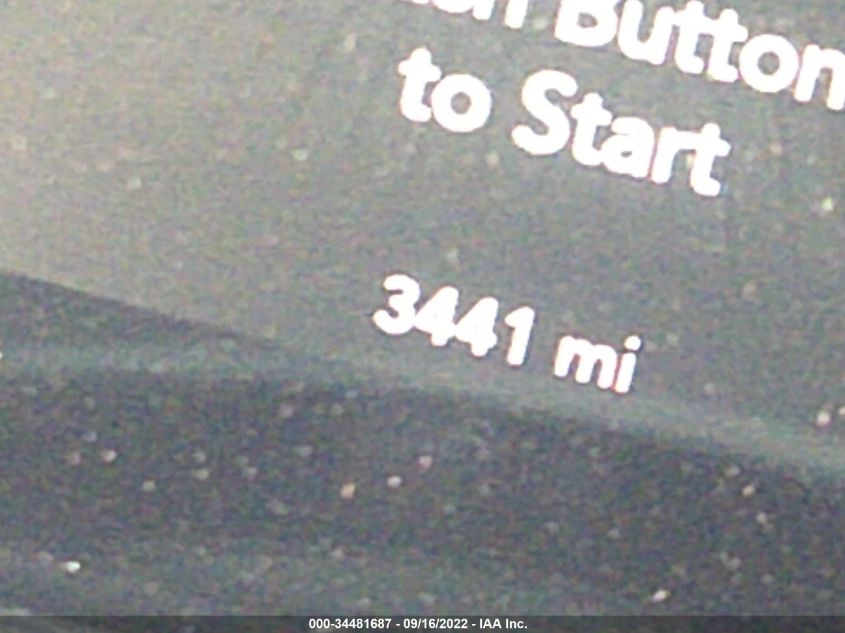 Button
to Start
3441 mi
000-34481687 - 09/16/2022 - IAA Inc.